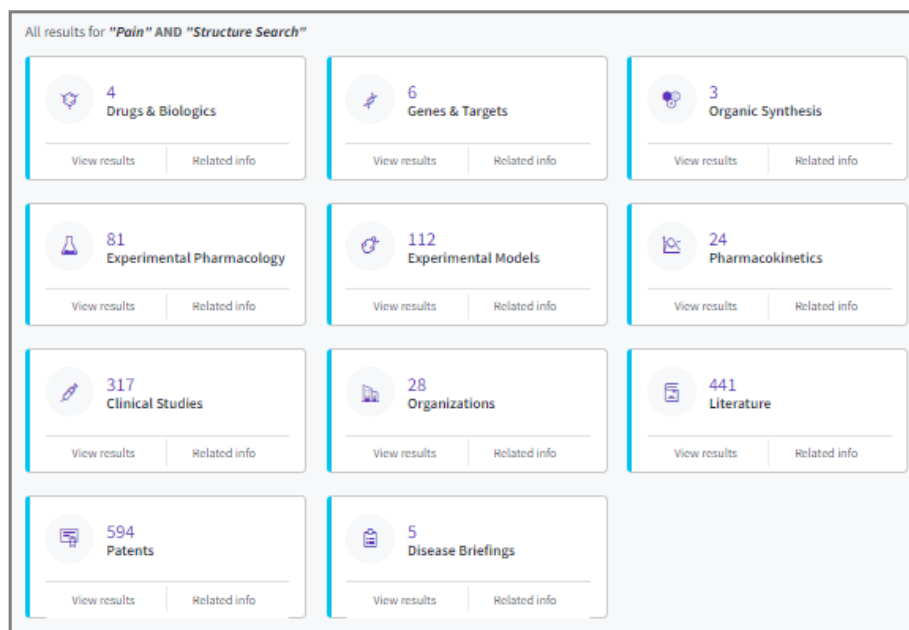 All results for "Pain" AND "Structure Search"
4
Drugs & Biologics
View results Related info
6
Genes & Targets
View results Related info
3
Organic Synthesis
View results Related info
81
Experimental Pharmacology
View results Related info
112
Experimental Models
View results Related info
24
Pharmacokinetics
View results Related info
317
Clinical Studies
View results Related info
28
Organizations
View results Related info
441
Literature
View results Related info
594
Patents
View results Related info
5
Disease Briefings
View results Related info